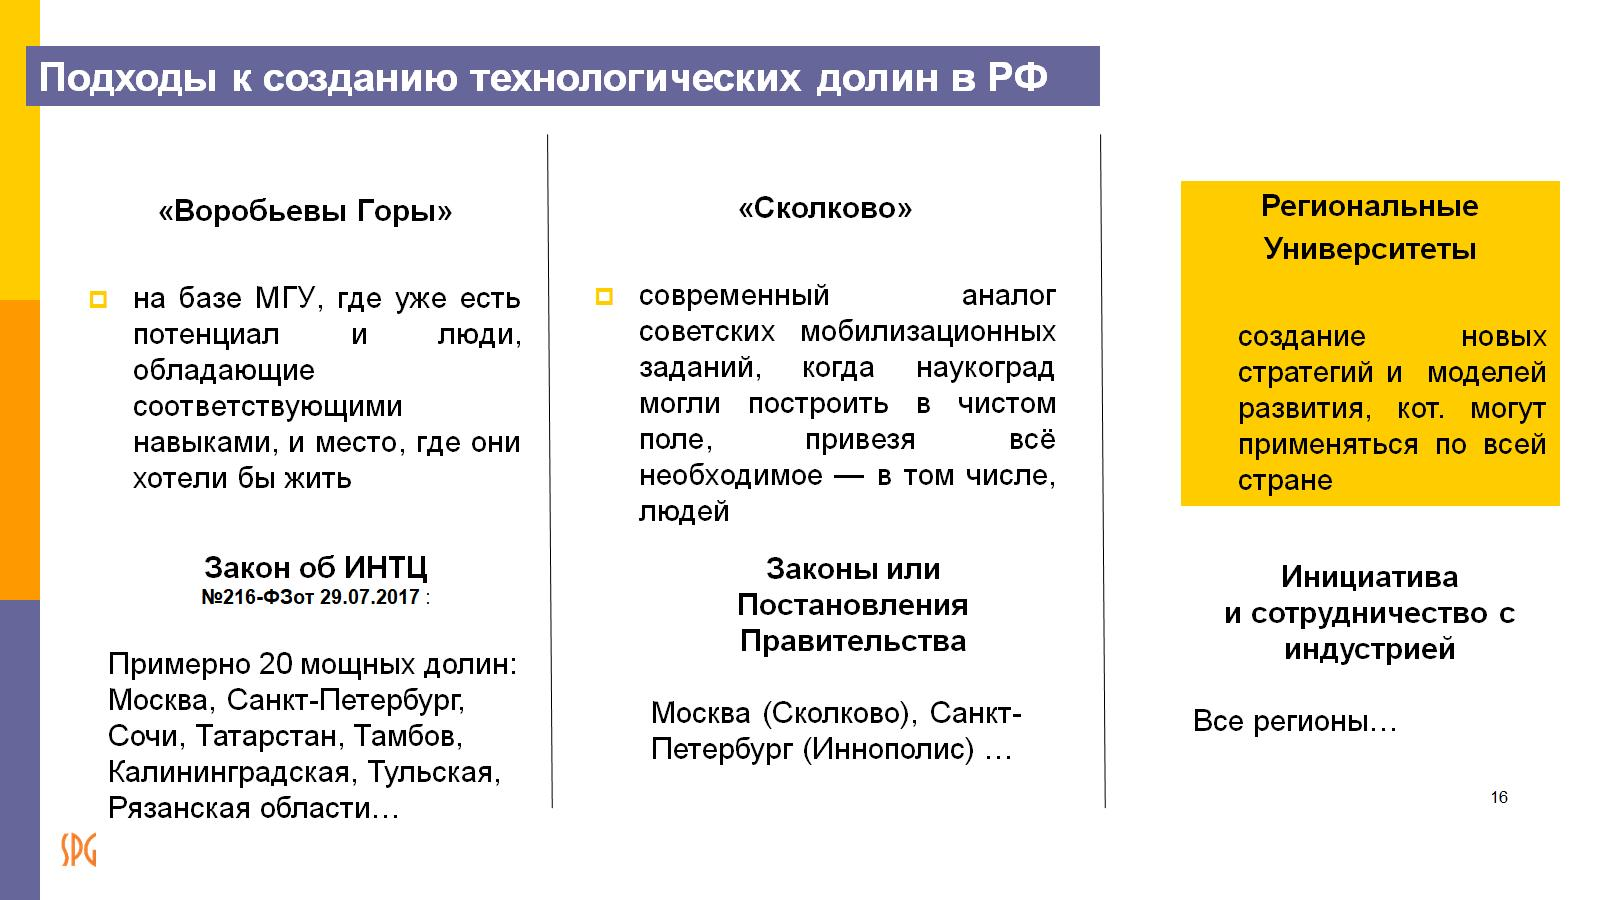 Подходы к созданию технологических долин в РФ
«Воробьевы Горы»
на базе МГУ, где уже есть
потенциал и люди,
обладающие
соответствующими
навыками, и место, где они
хотели бы жить
Закон об ИНТЦ
№216-ФЗот 29.07.2017 :
Примерно 20 мощных долин:
Москва, Санкт-Петербург,
Сочи, Татарстан, Тамбов,
Калининградская, Тульская,
Рязанская области…
«Сколково»
современный аналог
советских мобилизационных
заданий, когда наукоград
могли построить в чистом
поле, привезя всё
необходимое — в том числе,
людей
Законы или
Постановления
Правительства
Москва (Сколково), Санкт-
Петербург (Иннополис) …
Региональные
Университеты
создание новых
стратегий и моделей
развития, кот. могут
применяться по всей
стране
Инициатива
и сотрудничество с
индустрией
Все регионы…
16
SPG